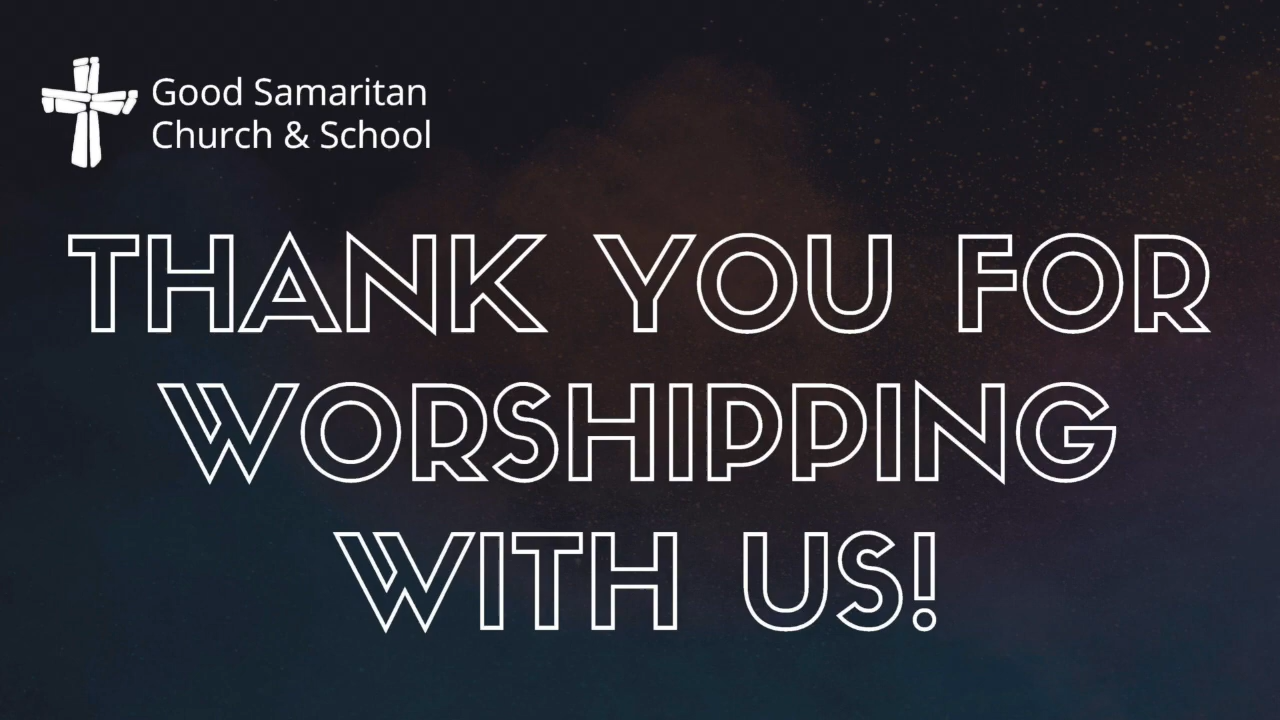 Good Samaritan
Church & School
THANK YOU FOR
WORSHIPPING
WITH US!